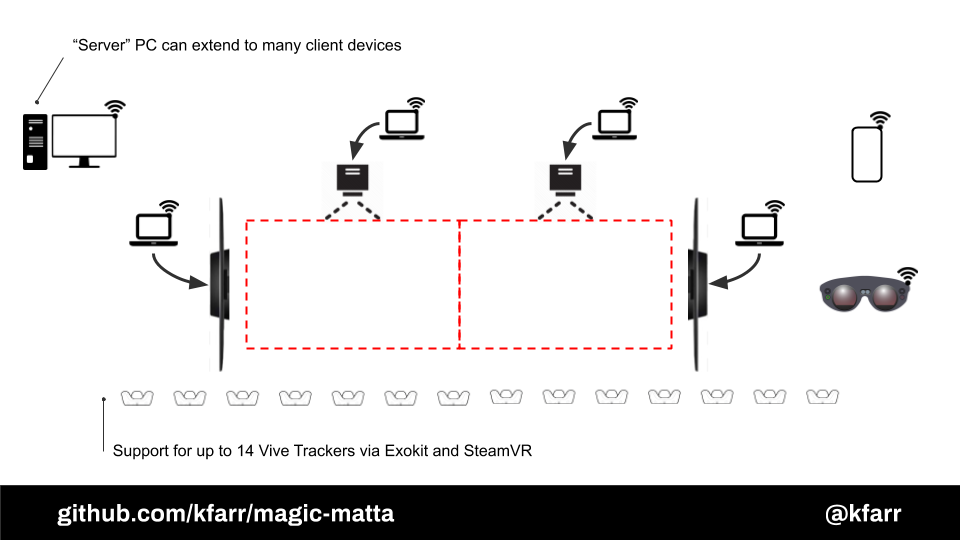 “Server” PC can extend to many client devices
Support for up to 14 Vive Trackers via Exokit and SteamVR
github.com/kfarr/magic-matta
@kfarr